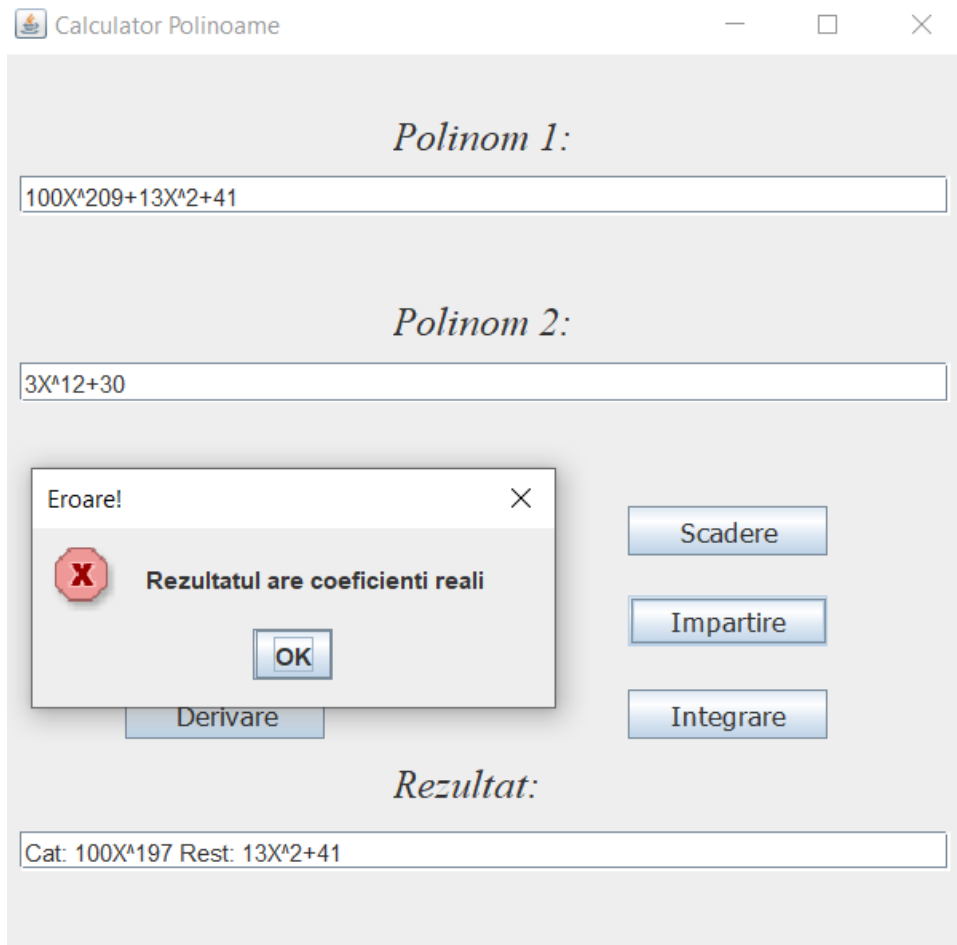 Calculator Polinoame
Polinom 1:
100X^209+13X^2+41
Polinom 2:
3X^12+30
Eroare!
Rezultatul are coeficienti reali
OK
Scadere
Impartire
Derivare
Integrare
Rezultat:
Cat: 100X^197 Rest: 13X^2+41